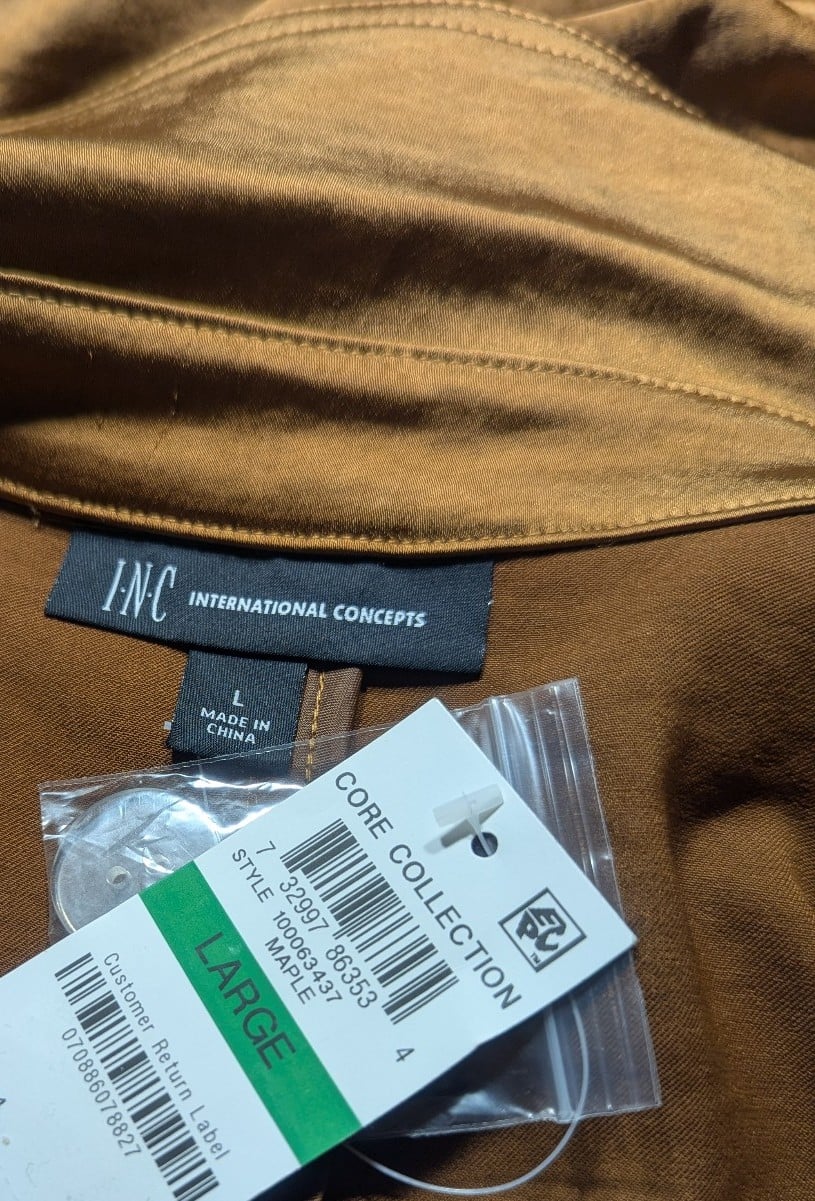 I·N·C INTERNATIONAL CONCEPTS
L
MADE IN
CHINA
CORE COLLECTION
7 32997 86353 4
STYLE 100063437
MAPLE
EPC™
LARGE
Customer Return Label
070886078827